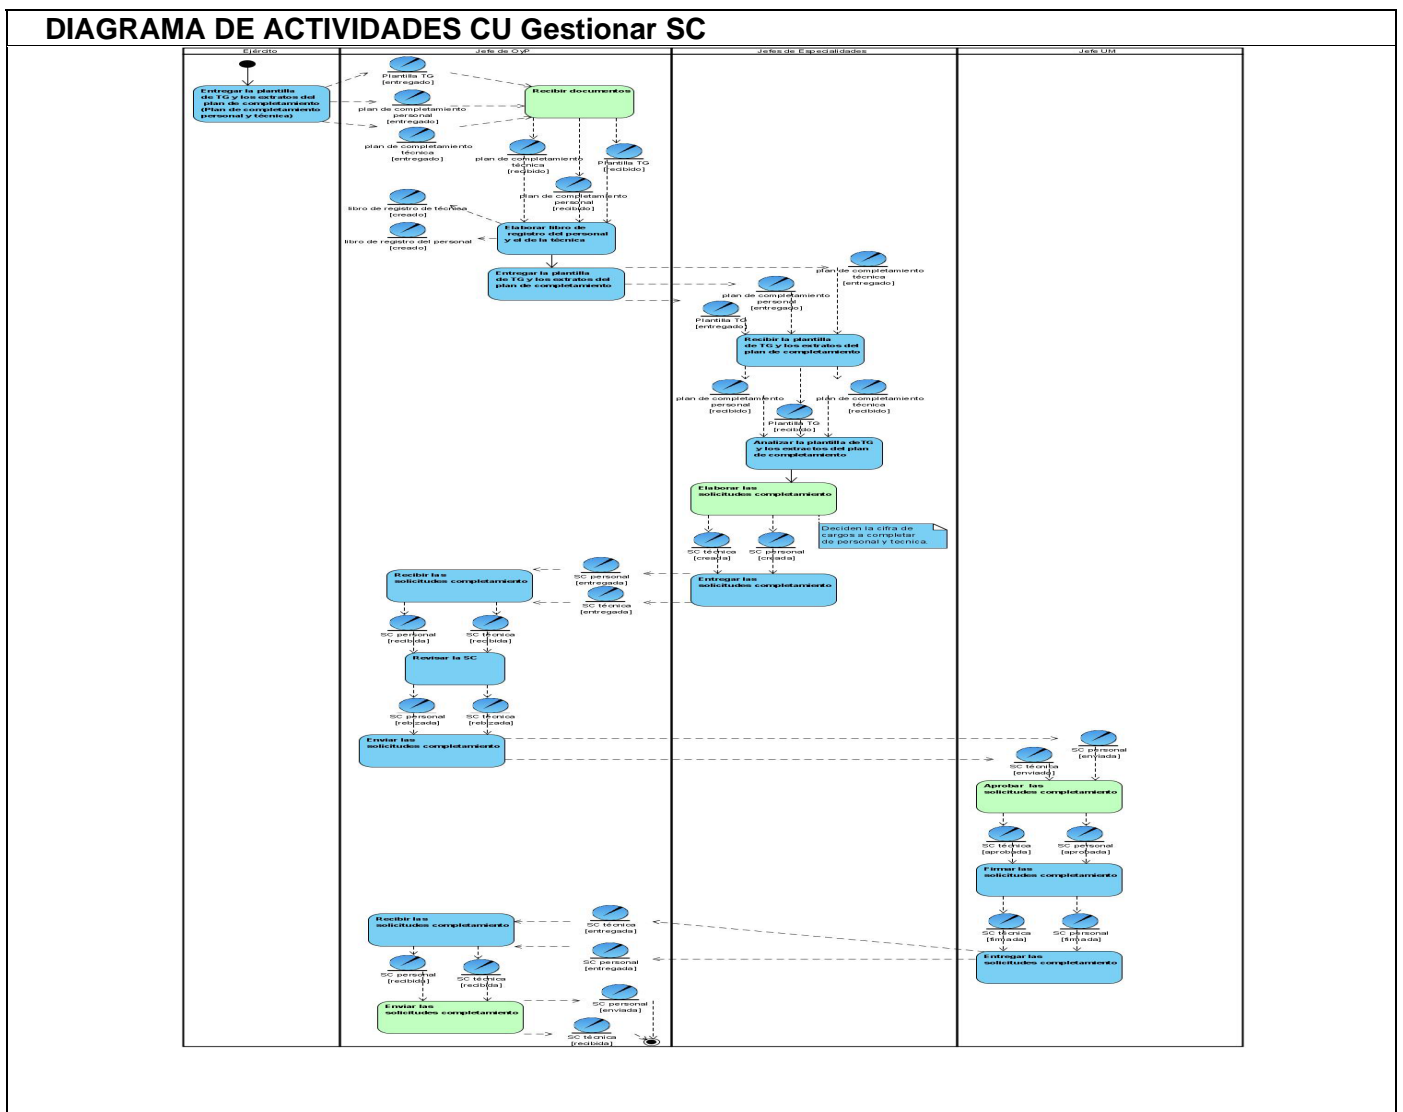 DIAGRAMA DE ACTIVIDADES CU Gestionar SC
Ejército
Jefe de OyP
Jefes de Especialidades
Jefe UM
Entregar la plantilla
de TG y los extratos del
plan de completamiento
(Plan de completamiento
personal y técnica)
Plantilla TG
[entregado]
plan de completamiento
personal
[entregado]
plan de completamiento
técnica
[entregado]
Recibir documentos
plan de completamiento
técnica
[recibido]
Plantilla TG
[recibido]
plan de completamiento
personal
[recibido]
libro de registro de técnica
[creado]
libro de registro del personal
[creado]
Elaborar libro de
registro del personal
y el de la técnica
Entregar la plantilla
de TG y los extratos del
plan de completamiento
plan de completamiento
técnica
[entregado]
plan de completamiento
personal
[entregado]
Plantilla TG
[entregado]
Recibir la plantilla
de TG y los extratos del
plan de completamiento
plan de completamiento
personal
[recibido]
plan de completamiento
técnica
[recibido]
Plantilla TG
[recibido]
Analizar la plantilla deTG
y los extractos del plan
de completamiento
Elaborar las
solicitudes completamiento
Deciden la cifra de
cargos a completar
de personal y tecnica.
SC técnica
[creada]
SC personal
[creada]
Entregar las
solicitudes completamiento
SC personal
[entregada]
SC técnica
[entregada]
Recibir las
solicitudes completamiento
SC personal
[recibida]
SC técnica
[recibida]
Revisar la SC
SC personal
[rebizada]
SC técnica
[rebizada]
Enviar las
solicitudes completamiento
SC personal
[enviada]
SC técnica
[enviada]
Aprobar las
solicitudes completamiento
SC técnica
[aprobada]
SC personal
[aprobada]
Firmar las
solicitudes completamiento
SC técnica
[firmada]
SC personal
[firmada]
Entregar las
solicitudes completamiento
SC técnica
[entregada]
SC personal
[entregada]
Recibir las
solicitudes completamiento
SC personal
[recibida]
SC técnica
[recibida]
Enviar las
solicitudes completamiento
SC personal
[enviada]
SC técnica
[recibida]